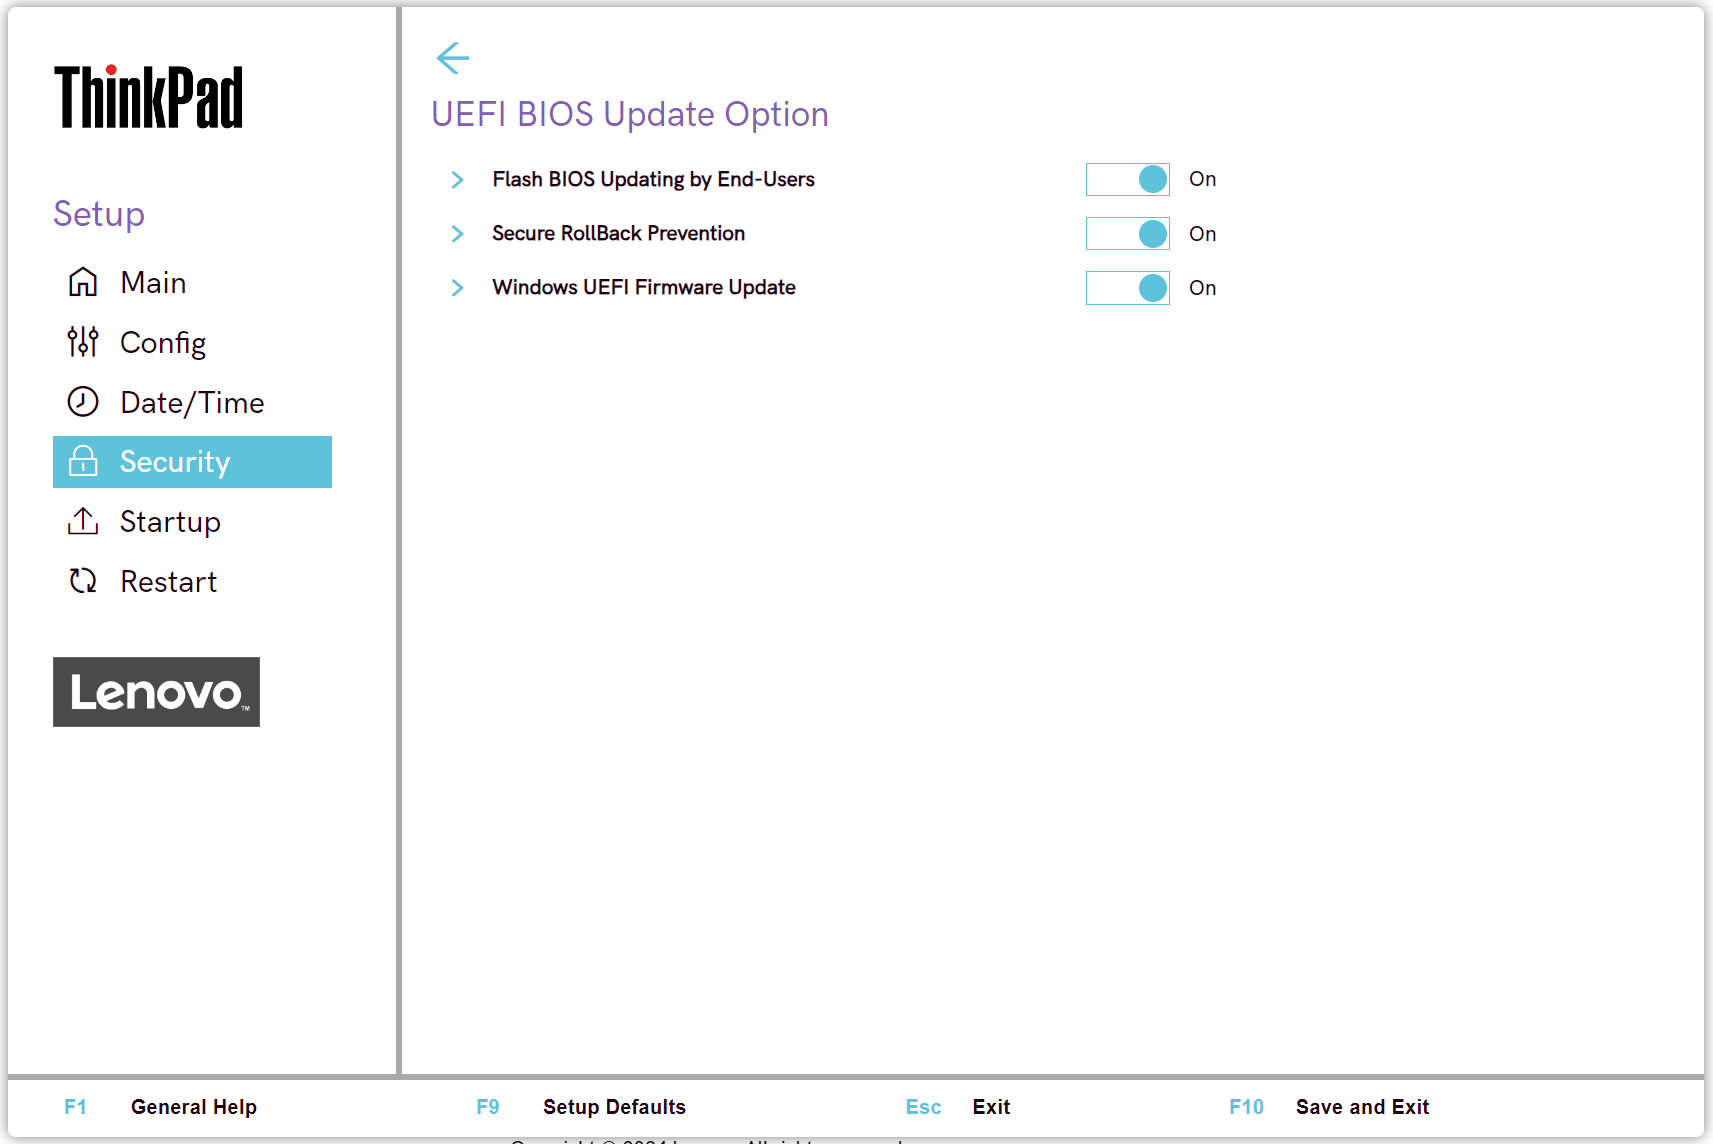 ThinkPad
Setup
Main
Config
Date/Time
Security
Startup
Restart
Lenovo™
UEFI BIOS Update Option
Flash BIOS Updating by End-Users On
Secure RollBack Prevention On
Windows UEFI Firmware Update On
F1 General Help F9 Setup Defaults Esc Exit F10 Save and Exit